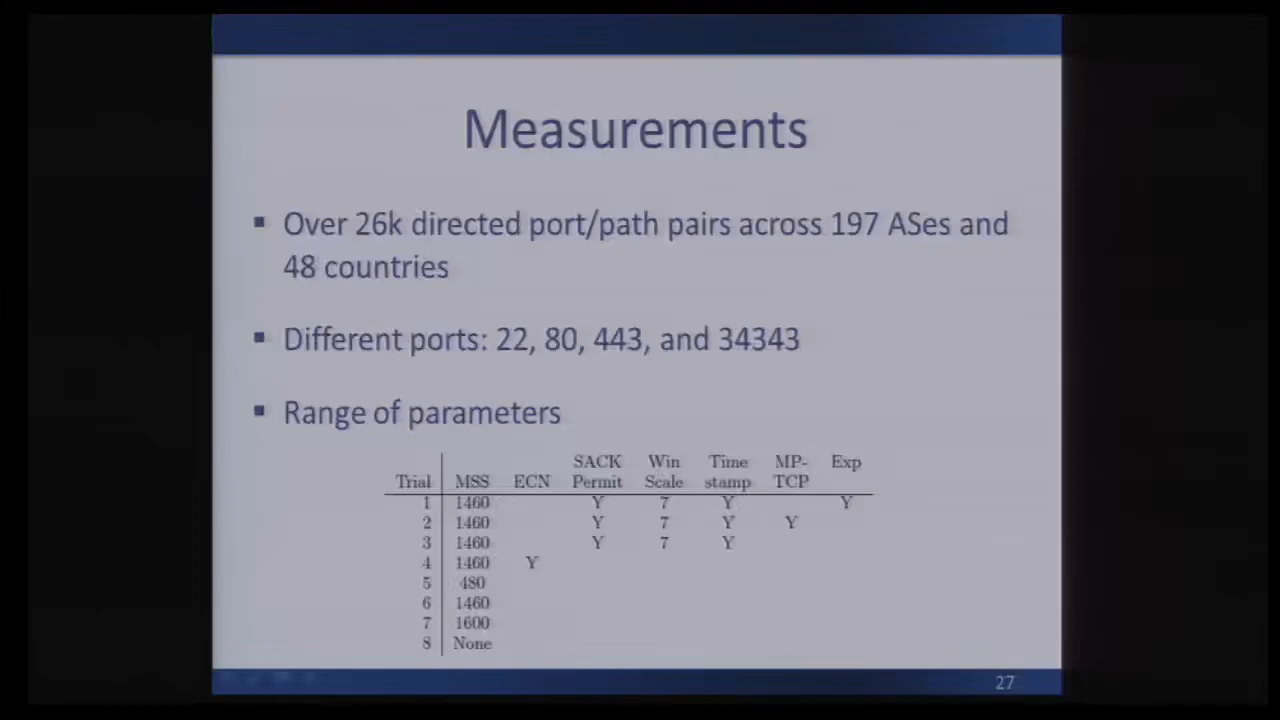 Measurements
▪ Over 26k directed port/path pairs across 197 ASes and
48 countries
▪ Different ports: 22, 80, 443, and 34343
▪ Range of parameters
SACK Win Time MP- Exp
Trial MSS ECN Permit Scale stamp TCP
1 1460 Y 7 Y Y
2 1460 Y 7 Y Y
3 1460 Y 7 Y
4 1460 Y
5 480
6 1460
7 1600
8 None
27